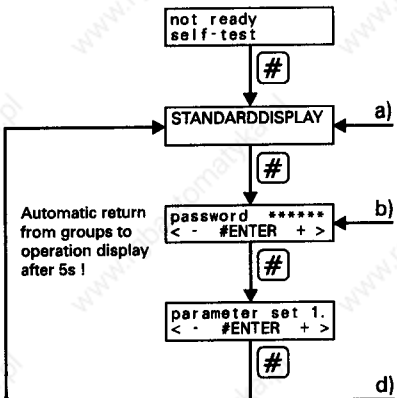 not ready
self-test
#
STANDARDDISPLAY
a)
#
Automatic return
from groups to
operation display
after 5s !
password ******
< - #ENTER + >
b)
#
parameter set 1.
< - #ENTER + >
#
d)